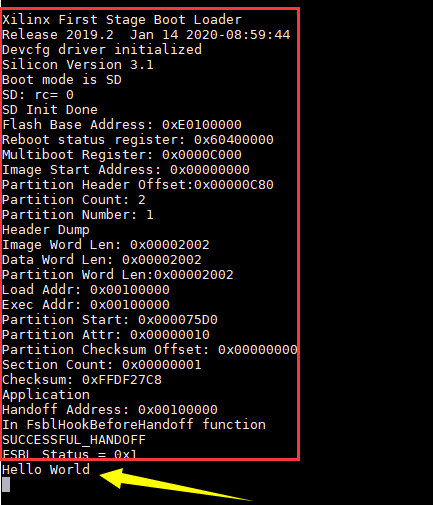 Xilinx First Stage Boot Loader
Release 2019.2  Jan 14 2020-08:59:44
Devcfg driver initialized
Silicon Version 3.1
Boot mode is SD
SD: rc= 0
SD Init Done
Flash Base Address: 0xE0100000
Reboot status register: 0x60400000
Multiboot Register: 0x0000C000
Image Start Address: 0x00000000
Partition Header Offset:0x00000C80
Partition Count: 2
Partition Number: 1
Header Dump
Image Word Len: 0x00002002
Data Word Len: 0x00002002
Partition Word Len:0x00002002
Load Addr: 0x00100000
Exec Addr: 0x00100000
Partition Start: 0x000075D0
Partition Attr: 0x00000010
Partition Checksum Offset: 0x00000000
Section Count: 0x00000001
Checksum: 0xFFDF27C8
Application
Handoff Address: 0x00100000
In FsblHookBeforeHandoff function
SUCCESSFUL_HANDOFF
FSBL Status = 0x1
Hello World